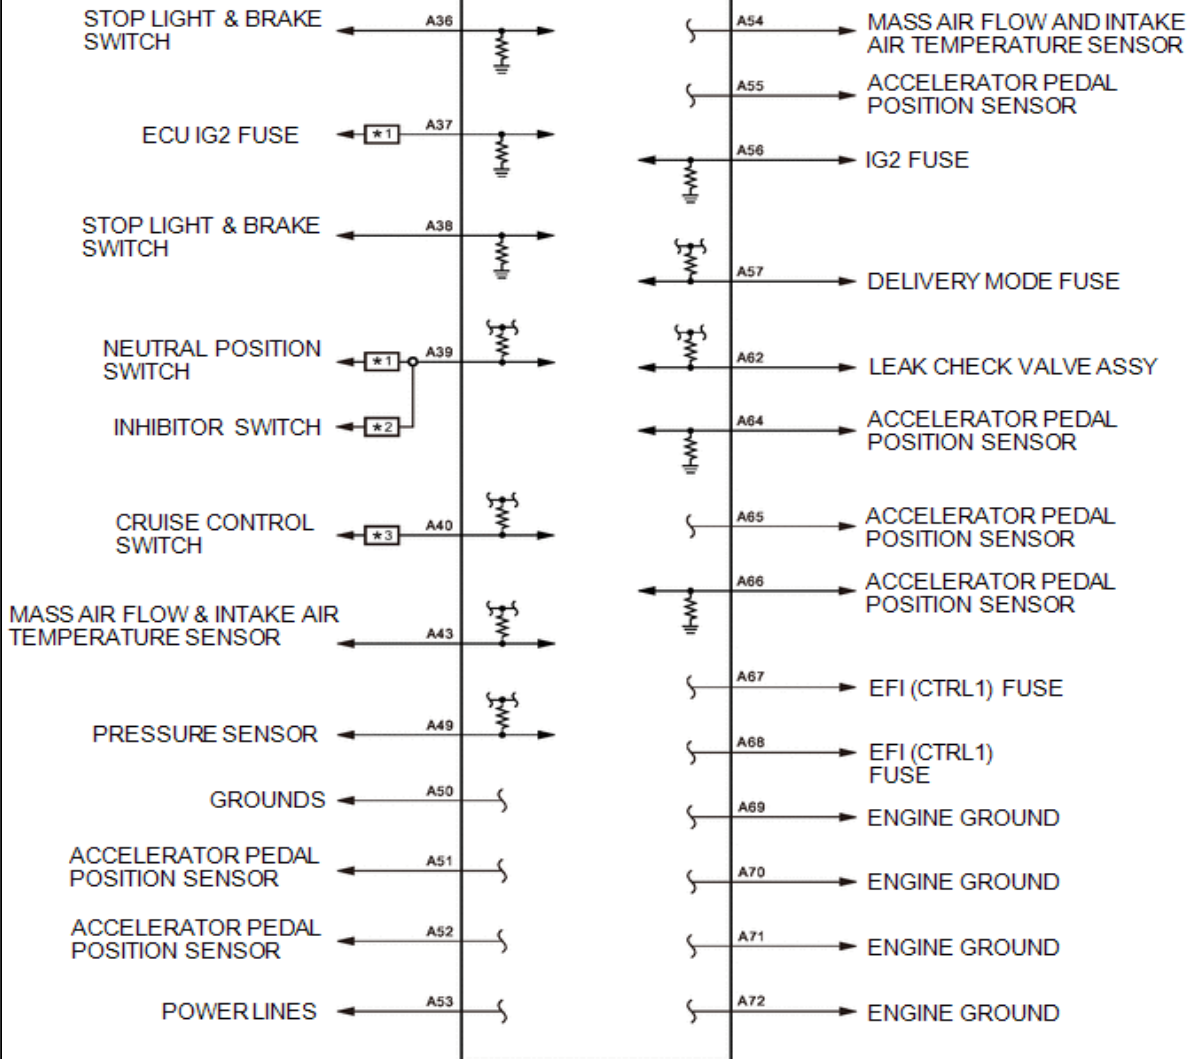 STOP LIGHT & BRAKE
SWITCH
A36
ECU IG2 FUSE
*1
A37
STOP LIGHT & BRAKE
SWITCH
A38
NEUTRAL POSITION
SWITCH
*1
A39
INHIBITOR SWITCH
*2
CRUISE CONTROL
SWITCH
*3
A40
MASS AIR FLOW & INTAKE AIR
TEMPERATURE SENSOR
A43
PRESSURE SENSOR
A49
GROUNDS
A50
ACCELERATOR PEDAL
POSITION SENSOR
A51
ACCELERATOR PEDAL
POSITION SENSOR
A52
POWER LINES
A53
A54
MASS AIR FLOW AND INTAKE
AIR TEMPERATURE SENSOR
A55
ACCELERATOR PEDAL
POSITION SENSOR
A56
IG2 FUSE
A57
DELIVERY MODE FUSE
A62
LEAK CHECK VALVE ASSY
A64
ACCELERATOR PEDAL
POSITION SENSOR
A65
ACCELERATOR PEDAL
POSITION SENSOR
A66
ACCELERATOR PEDAL
POSITION SENSOR
A67
EFI (CTRL1) FUSE
A68
EFI (CTRL1)
FUSE
A69
ENGINE GROUND
A70
ENGINE GROUND
A71
ENGINE GROUND
A72
ENGINE GROUND